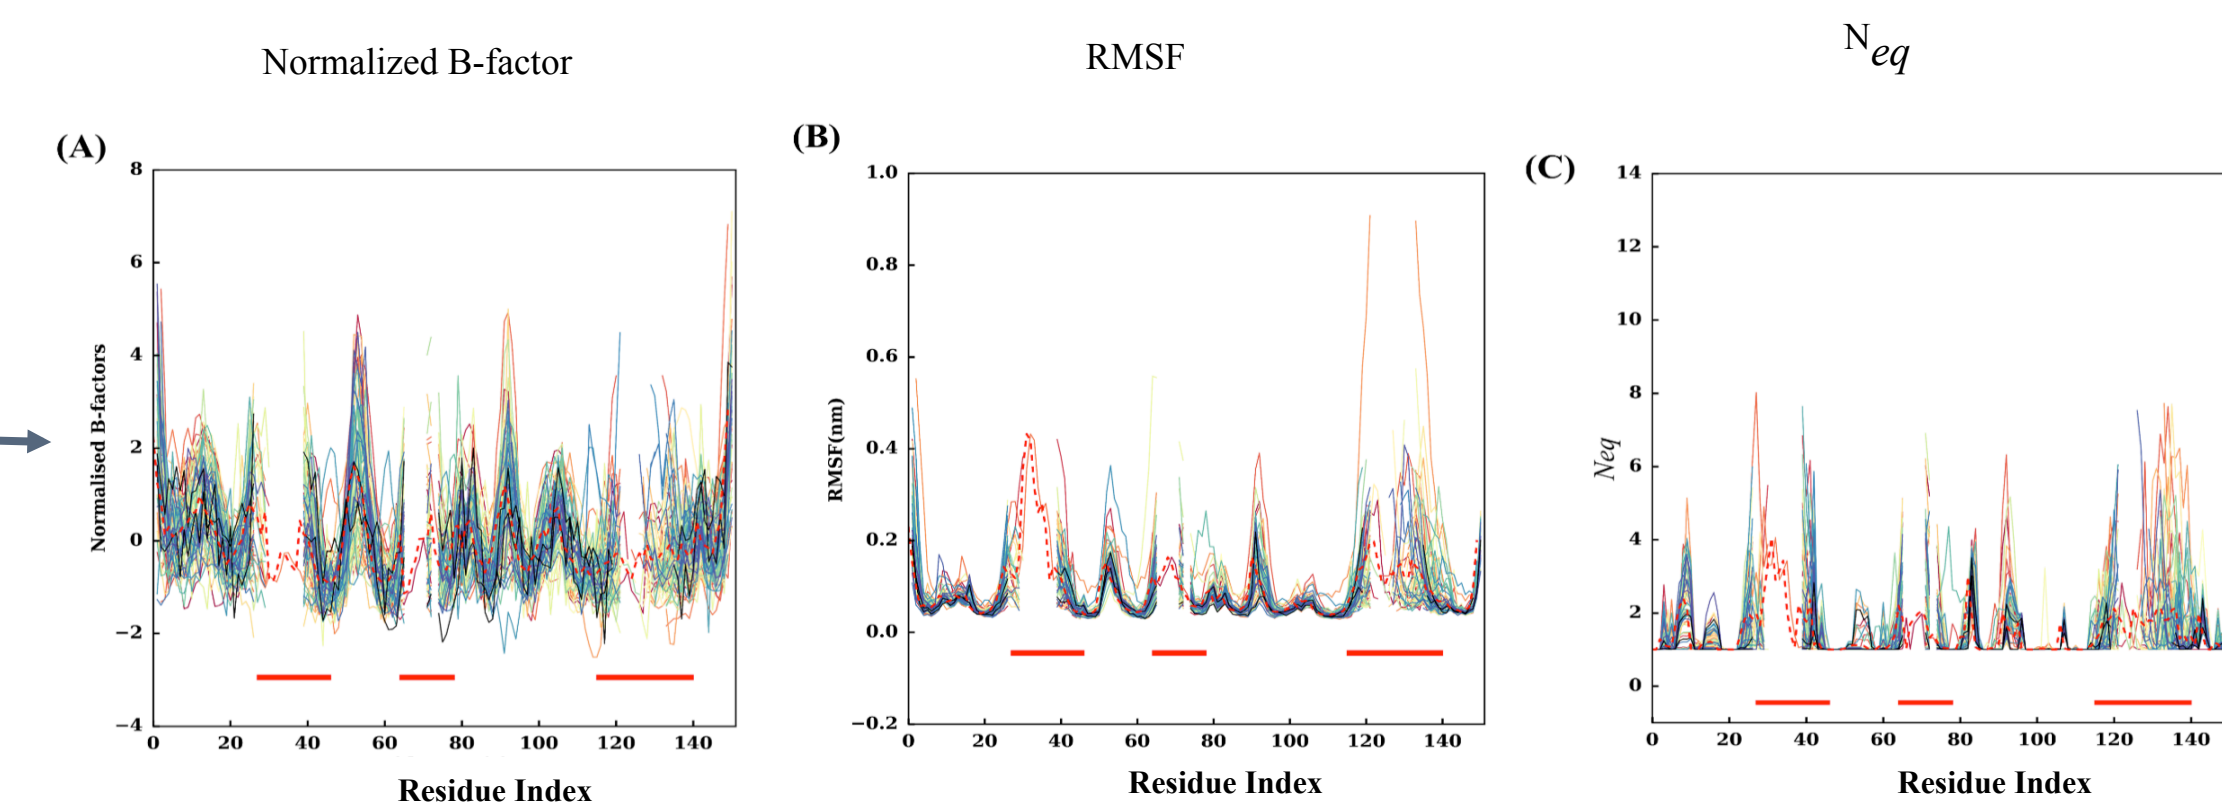 Normalized B-factor
RMSF
N eq
(A)
(B)
(C)
Normalised B-factors
8
6
4
2
0
−2
−4
0 20 40 60 80 100 120 140
Residue Index
RMSF(nm)
1.0
0.8
0.6
0.4
0.2
0.0
−0.2
0 20 40 60 80 100 120 140
Residue Index
Neq
14
12
10
8
6
4
2
0
0 20 40 60 80 100 120 140
Residue Index